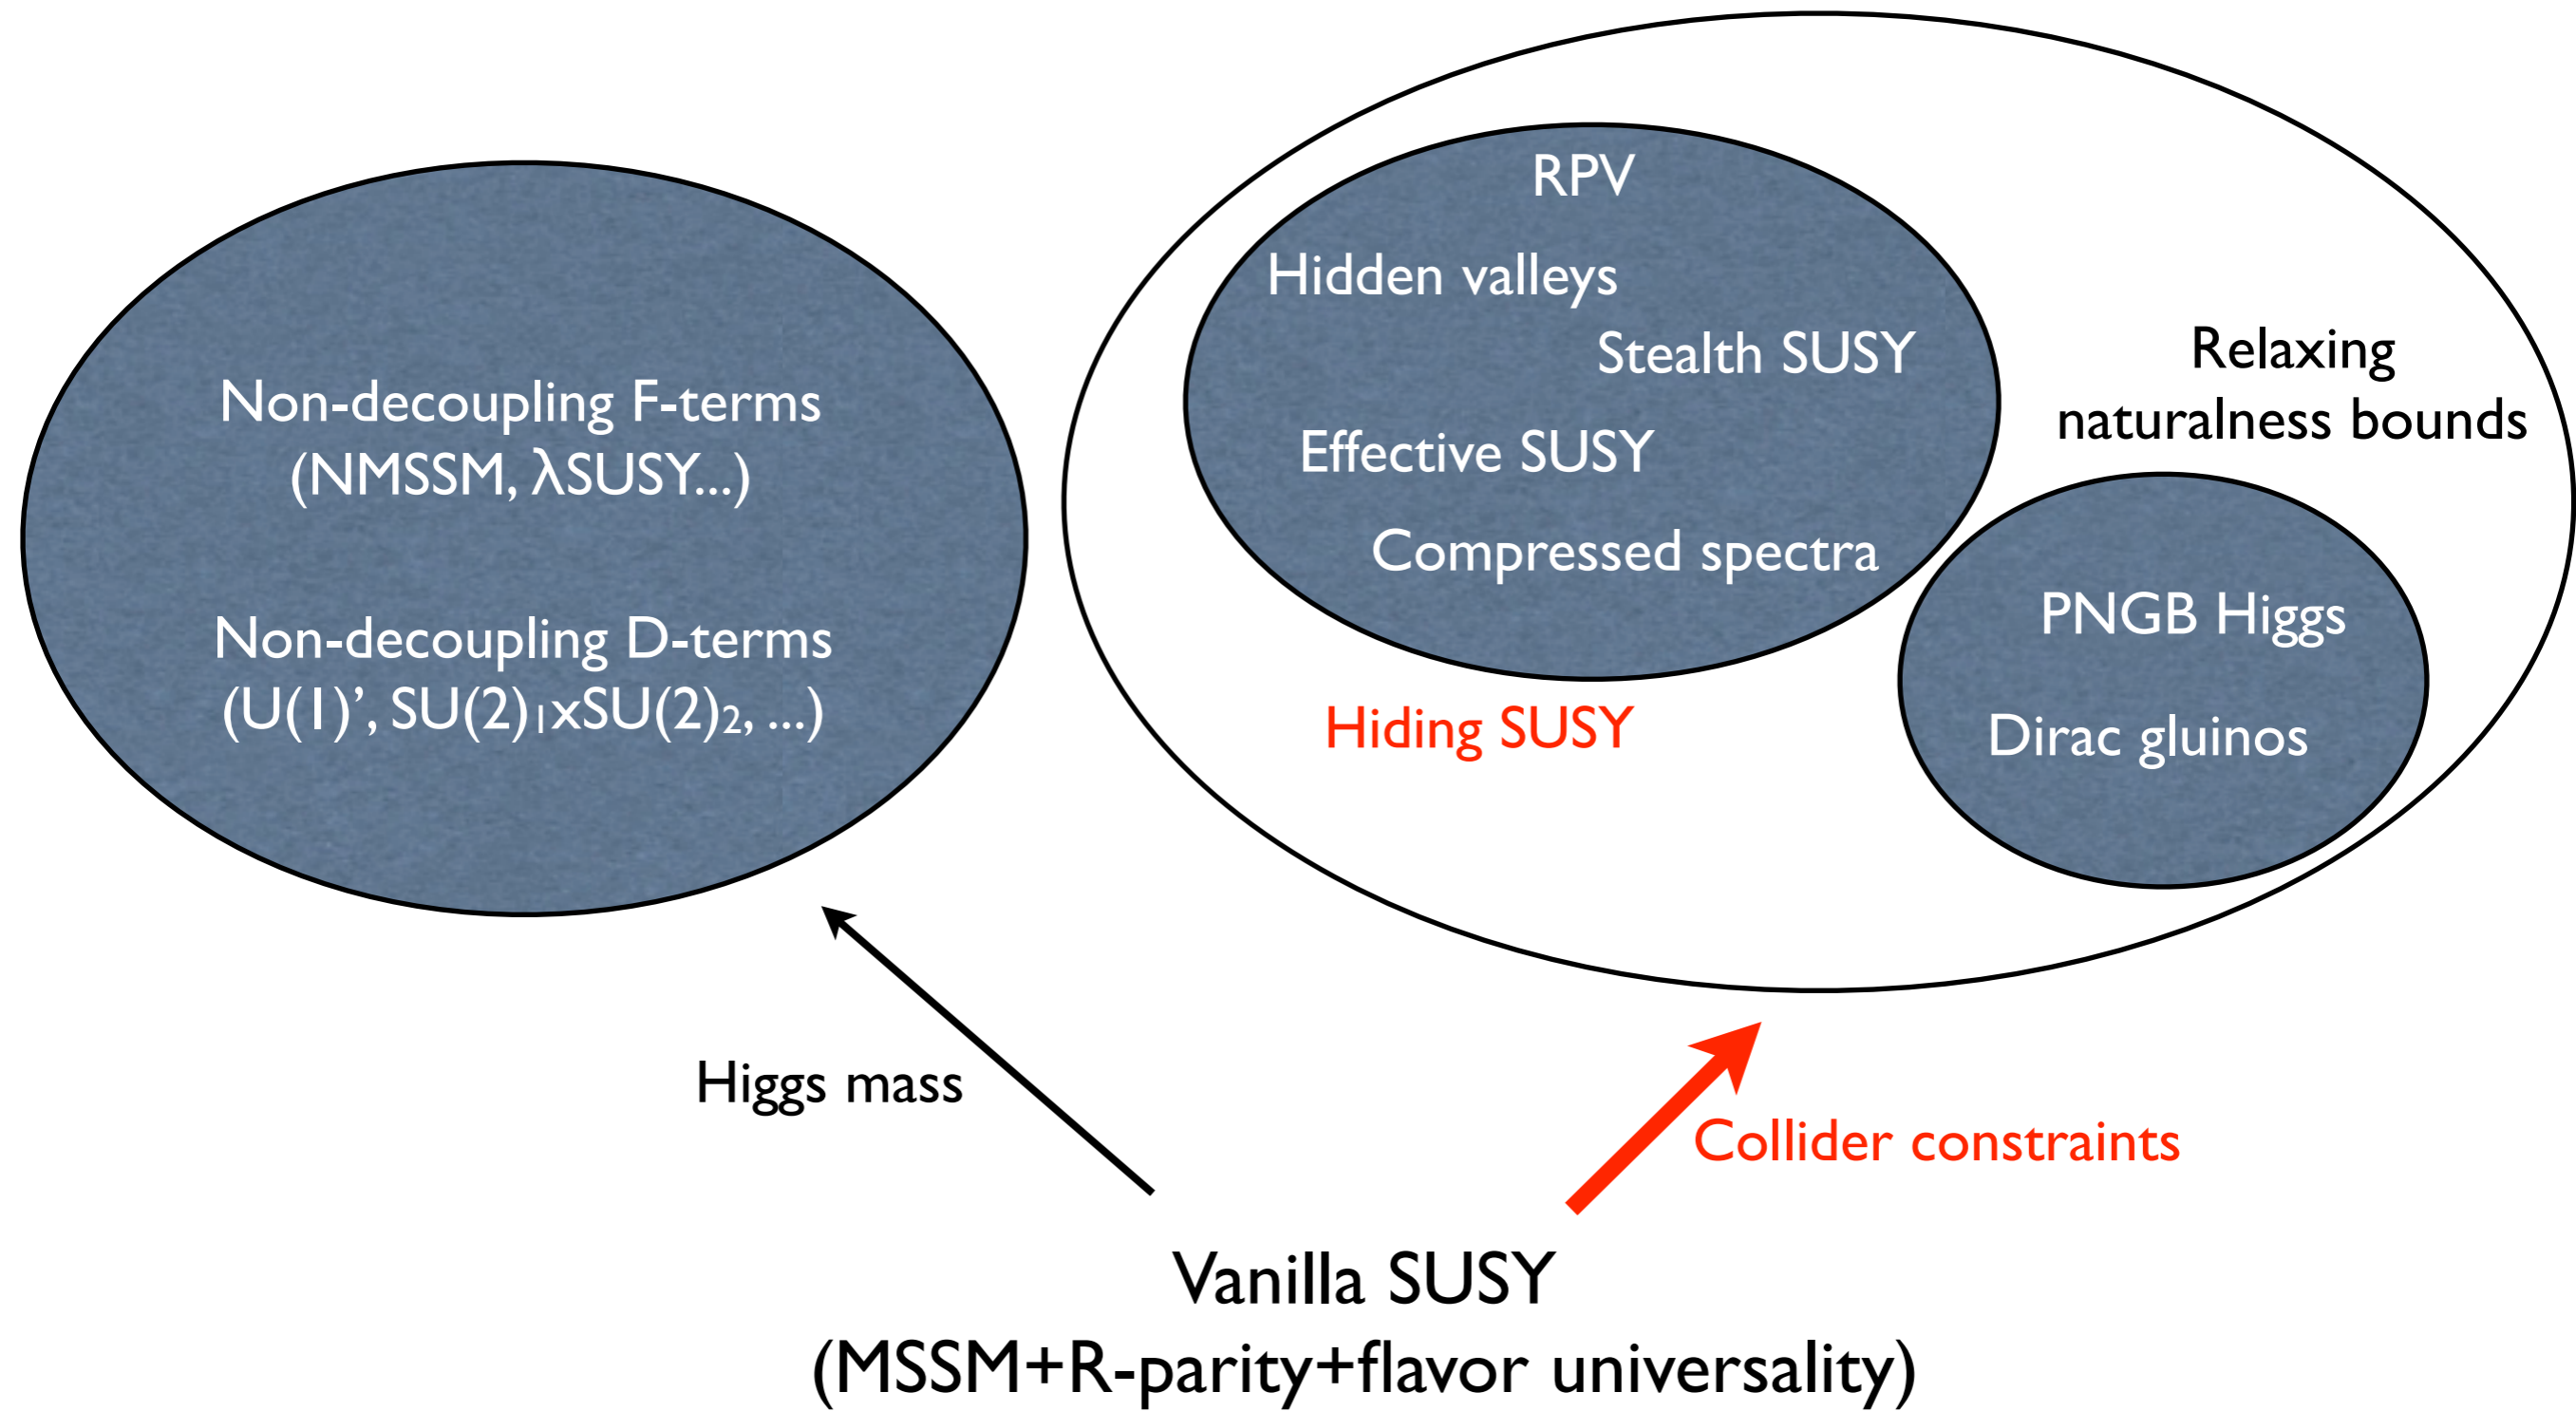 RPV
Hidden valleys
Stealth SUSY
Effective SUSY
Compressed spectra
Relaxing
naturalness bounds
Non-decoupling F-terms
(NMSSM, λSUSY...)
Non-decoupling D-terms
(U(1)’, SU(2)₁xSU(2)₂, ...)
PNGB Higgs
Dirac gluinos
Hiding SUSY
Higgs mass
Collider constraints
Vanilla SUSY
(MSSM+R-parity+flavor universality)